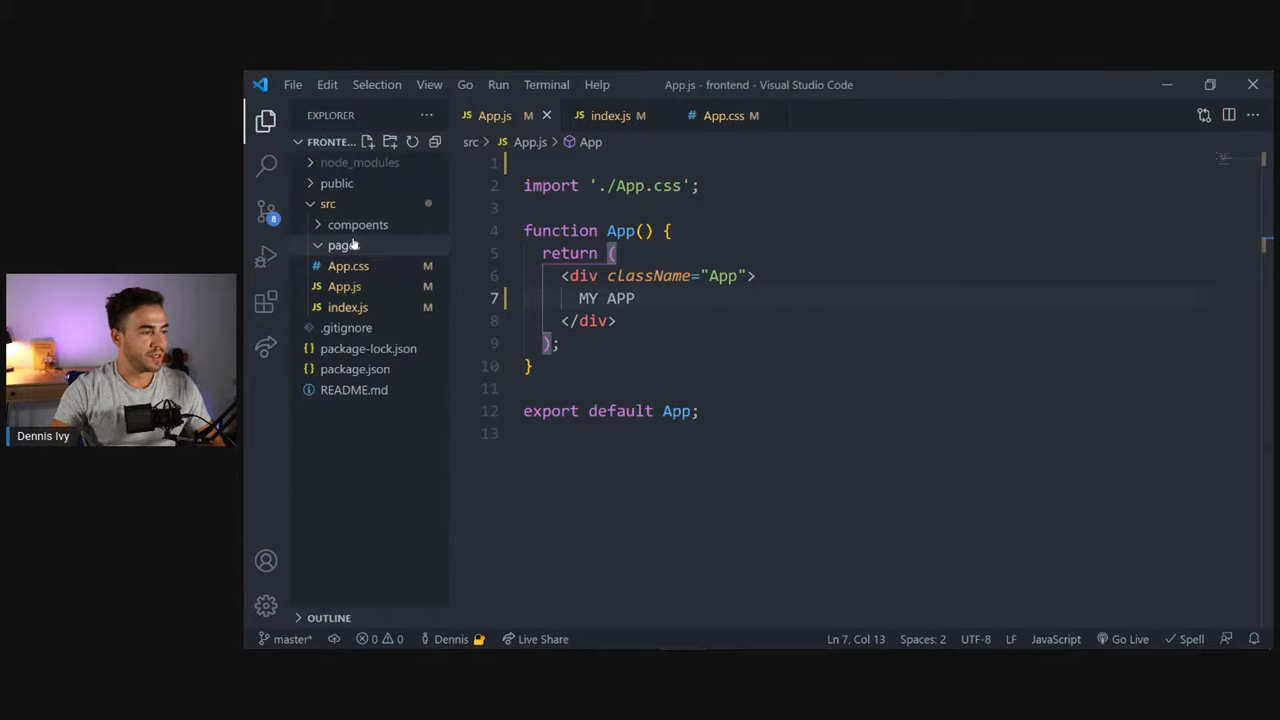 File Edit Selection View Go Run Terminal Help App.js - frontend - Visual Studio Code
EXPLORER
JS App.js M
JS index.js M
# App.css M
FRONTE...
src > JS App.js > App
node_modules
public
src
compoents
# App.css M
JS App.js M
JS index.js M
.gitignore
{} package-lock.json
{} package.json
README.md
8
1
2 import './App.css';
3
4 function App() {
5 return (
6 <div className="App">
7 MY APP
8 </div>
9 );
10 }
11
12 export default App;
13
Dennis Ivy
OUTLINE
master* 0 0 Dennis Live Share Ln 7, Col 13 Spaces: 2 UTF-8 LF JavaScript Go Live Spell